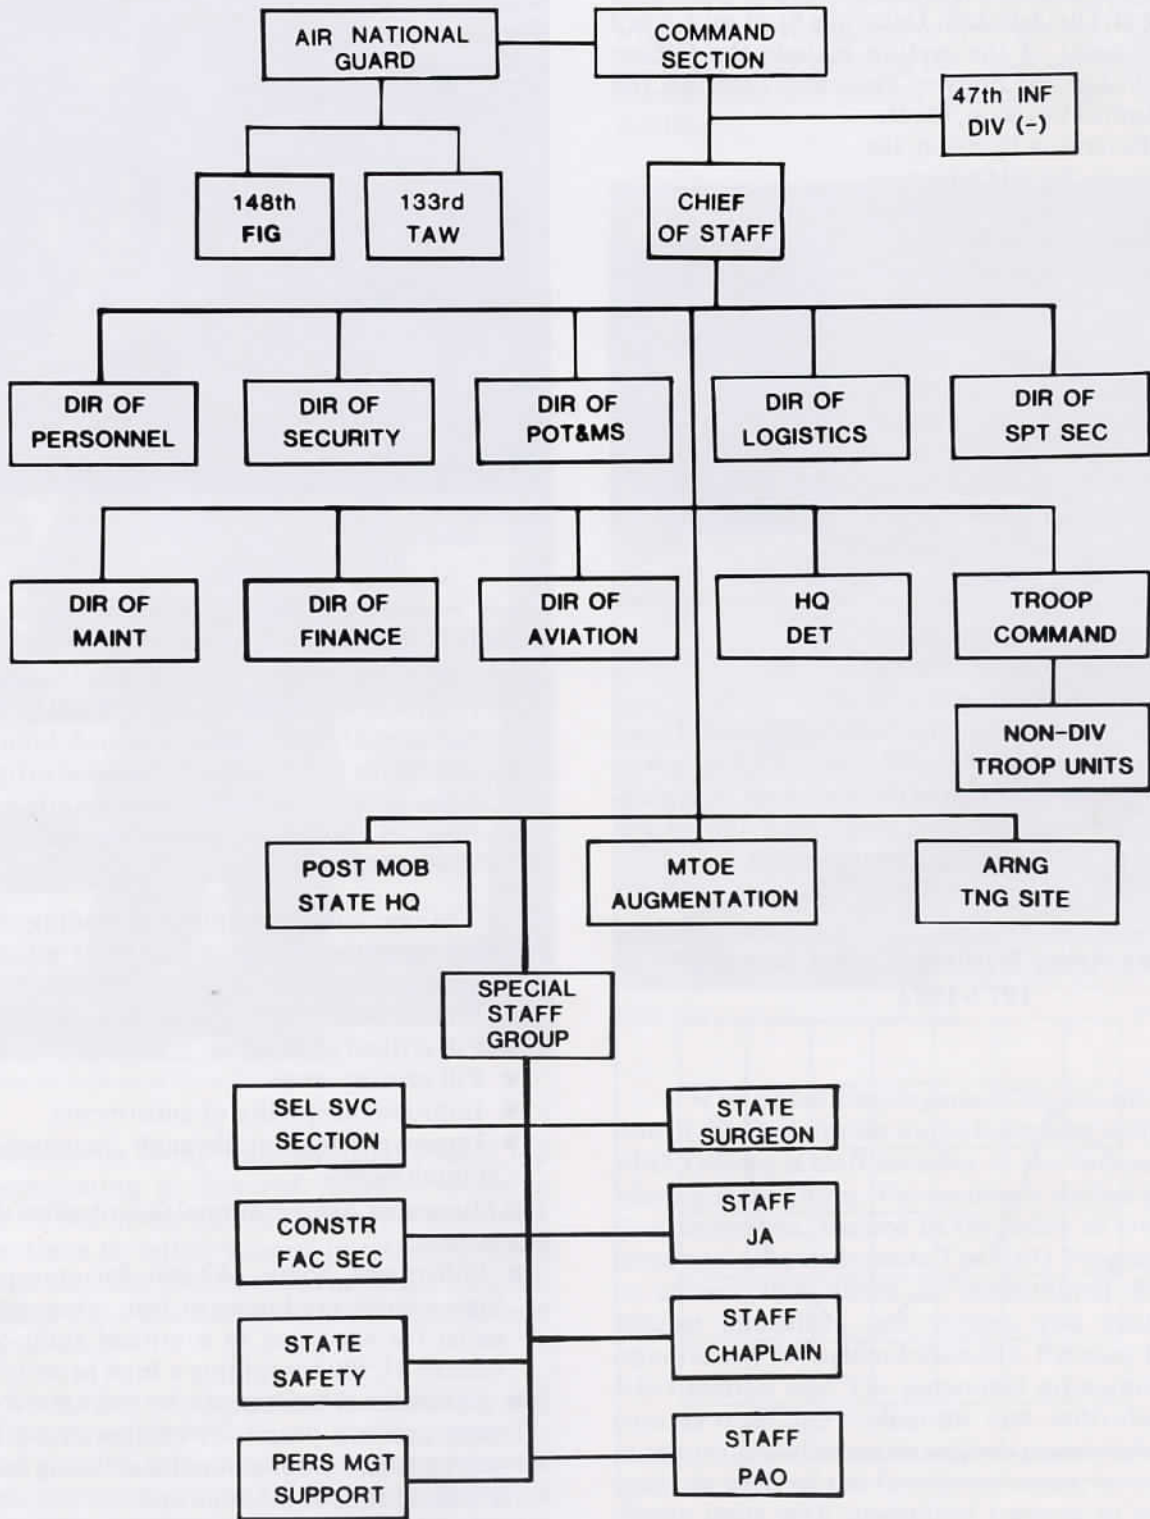 AIR NATIONAL
GUARD
COMMAND
SECTION
47th INF
DIV (-)
148th
FIG
133rd
TAW
CHIEF
OF STAFF
DIR OF
PERSONNEL
DIR OF
SECURITY
DIR OF
POT&MS
DIR OF
LOGISTICS
DIR OF
SPT SEC
DIR OF
MAINT
DIR OF
FINANCE
DIR OF
AVIATION
HQ
DET
TROOP
COMMAND
NON-DIV
TROOP UNITS
POST MOB
STATE HQ
MTOE
AUGMENTATION
ARNG
TNG SITE
SPECIAL
STAFF
GROUP
SEL SVC
SECTION
STATE
SURGEON
CONSTR
FAC SEC
STAFF
JA
STATE
SAFETY
STAFF
CHAPLAIN
PERS MGT
SUPPORT
STAFF
PAO